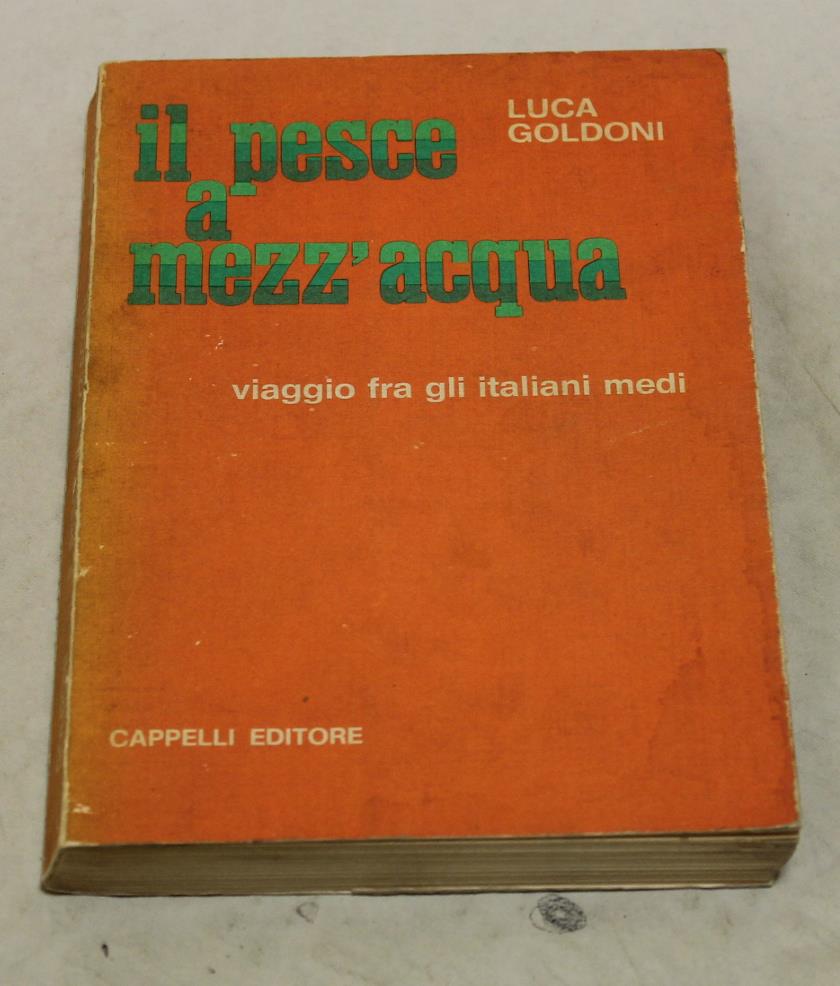 il pesce
a
mezz'acqua
LUCA
GOLDONI
viaggio fra gli italiani medi
CAPPELLI EDITORE